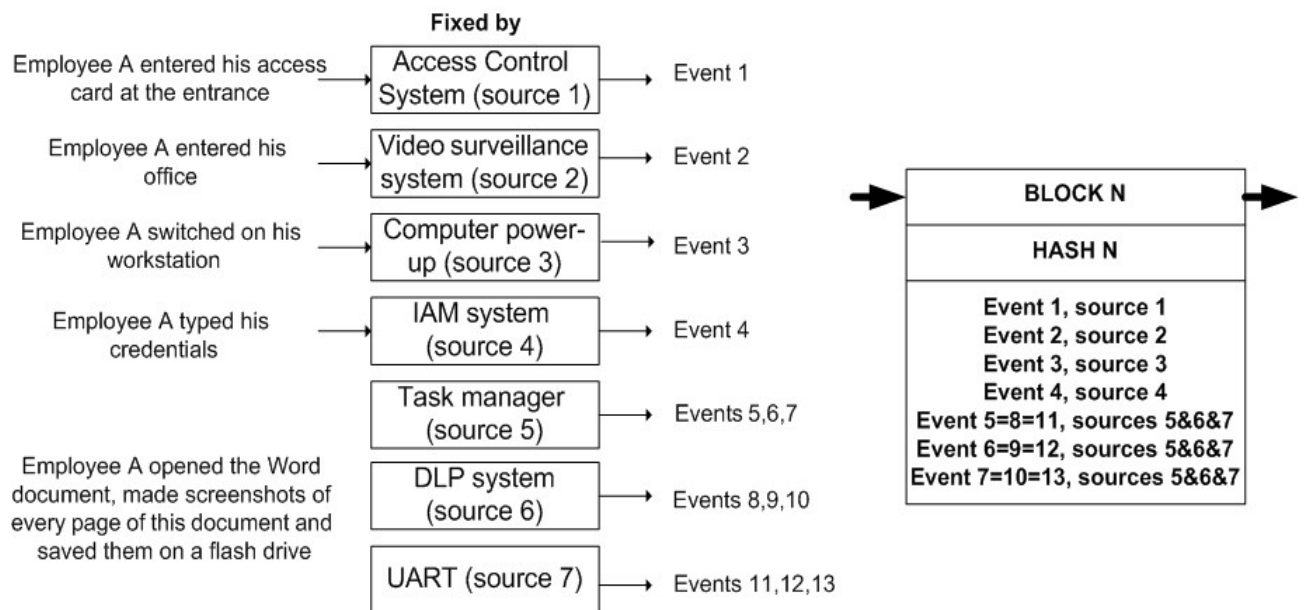 Fixed by
Employee A entered his access
card at the entrance
Access Control
System (source 1)
Event 1
Employee A entered his
office
Video surveillance
system (source 2)
Event 2
Employee A switched on his
workstation
Computer power-
up (source 3)
Event 3
Employee A typed his
credentials
IAM system
(source 4)
Event 4
Task manager
(source 5)
Events 5,6,7
Employee A opened the Word
document, made screenshots of
every page of this document and
saved them on a flash drive
DLP system
(source 6)
Events 8,9,10
UART (source 7)
Events 11,12,13
BLOCK N
HASH N
Event 1, source 1
Event 2, source 2
Event 3, source 3
Event 4, source 4
Event 5=8=11, sources 5&6&7
Event 6=9=12, sources 5&6&7
Event 7=10=13, sources 5&6&7